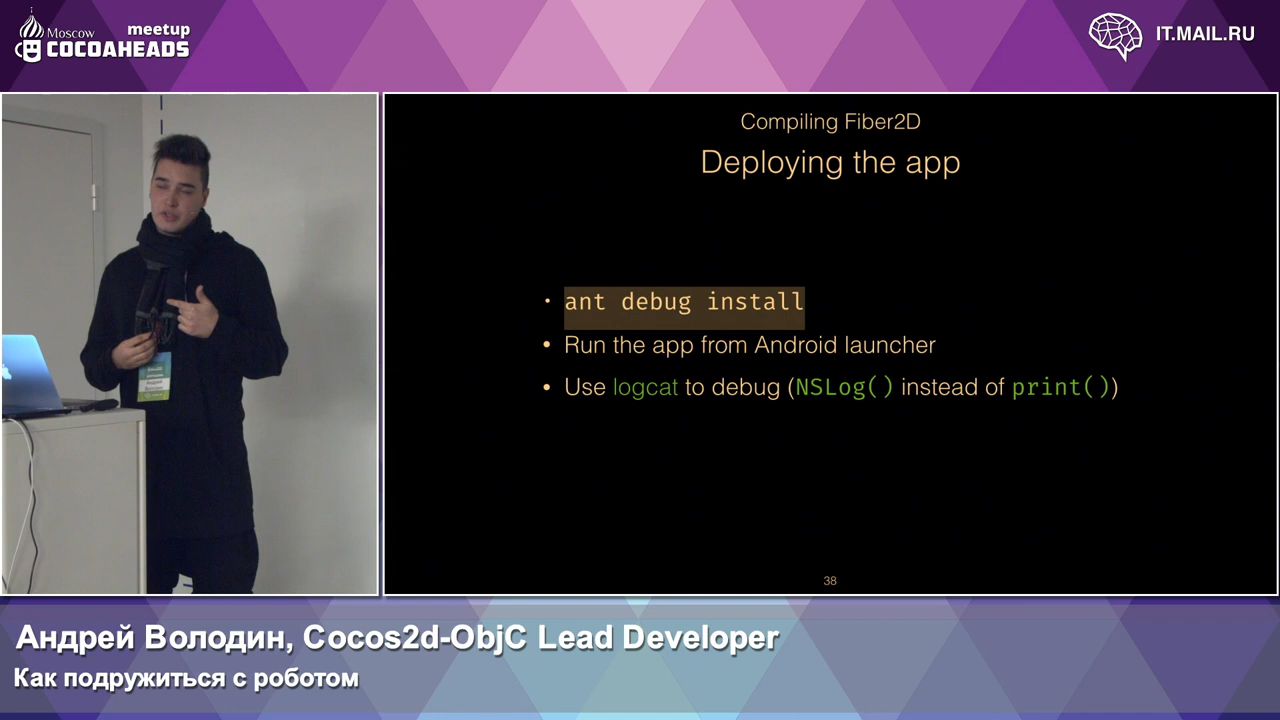 Moscow meetup
COCOAHEADS
IT.MAIL.RU
Compiling Fiber2D
Deploying the app
• ant debug install
• Run the app from Android launcher
• Use logcat to debug (NSLog() instead of print())
38
Андрей
Володин
Андрей Володин, Cocos2d-ObjC Lead Developer
Как подружиться с роботом